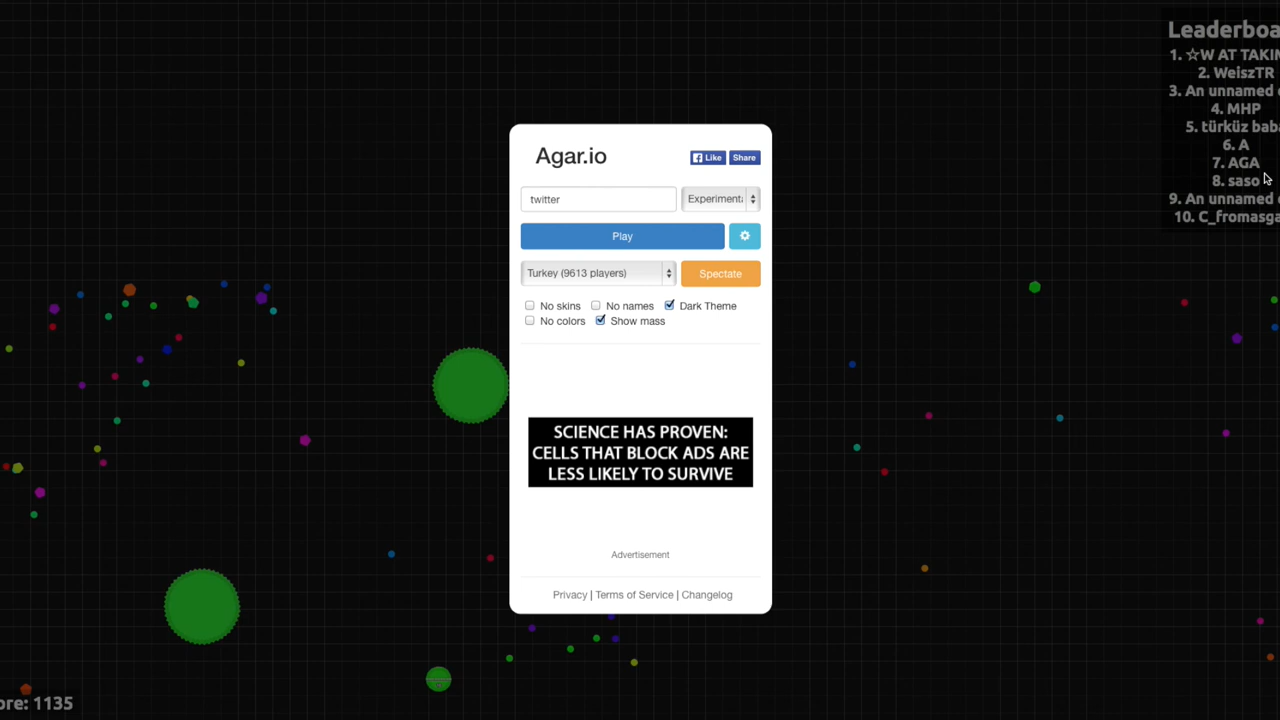 Leaderboa
1. ☆W AT TAKIM
2. WeiszTR
3. An unnamed
4. MHP
5. türküz baba
6. A
7. AGA
8. saso
9. An unnamed
10. C_fromasga
Agar.io
Like
Share
twitter
Experimenta
Play
Turkey (9613 players)
Spectate
No skins No names Dark Theme
No colors Show mass
SCIENCE HAS PROVEN:
CELLS THAT BLOCK ADS ARE
LESS LIKELY TO SURVIVE
Advertisement
Privacy | Terms of Service | Changelog
ore: 1135